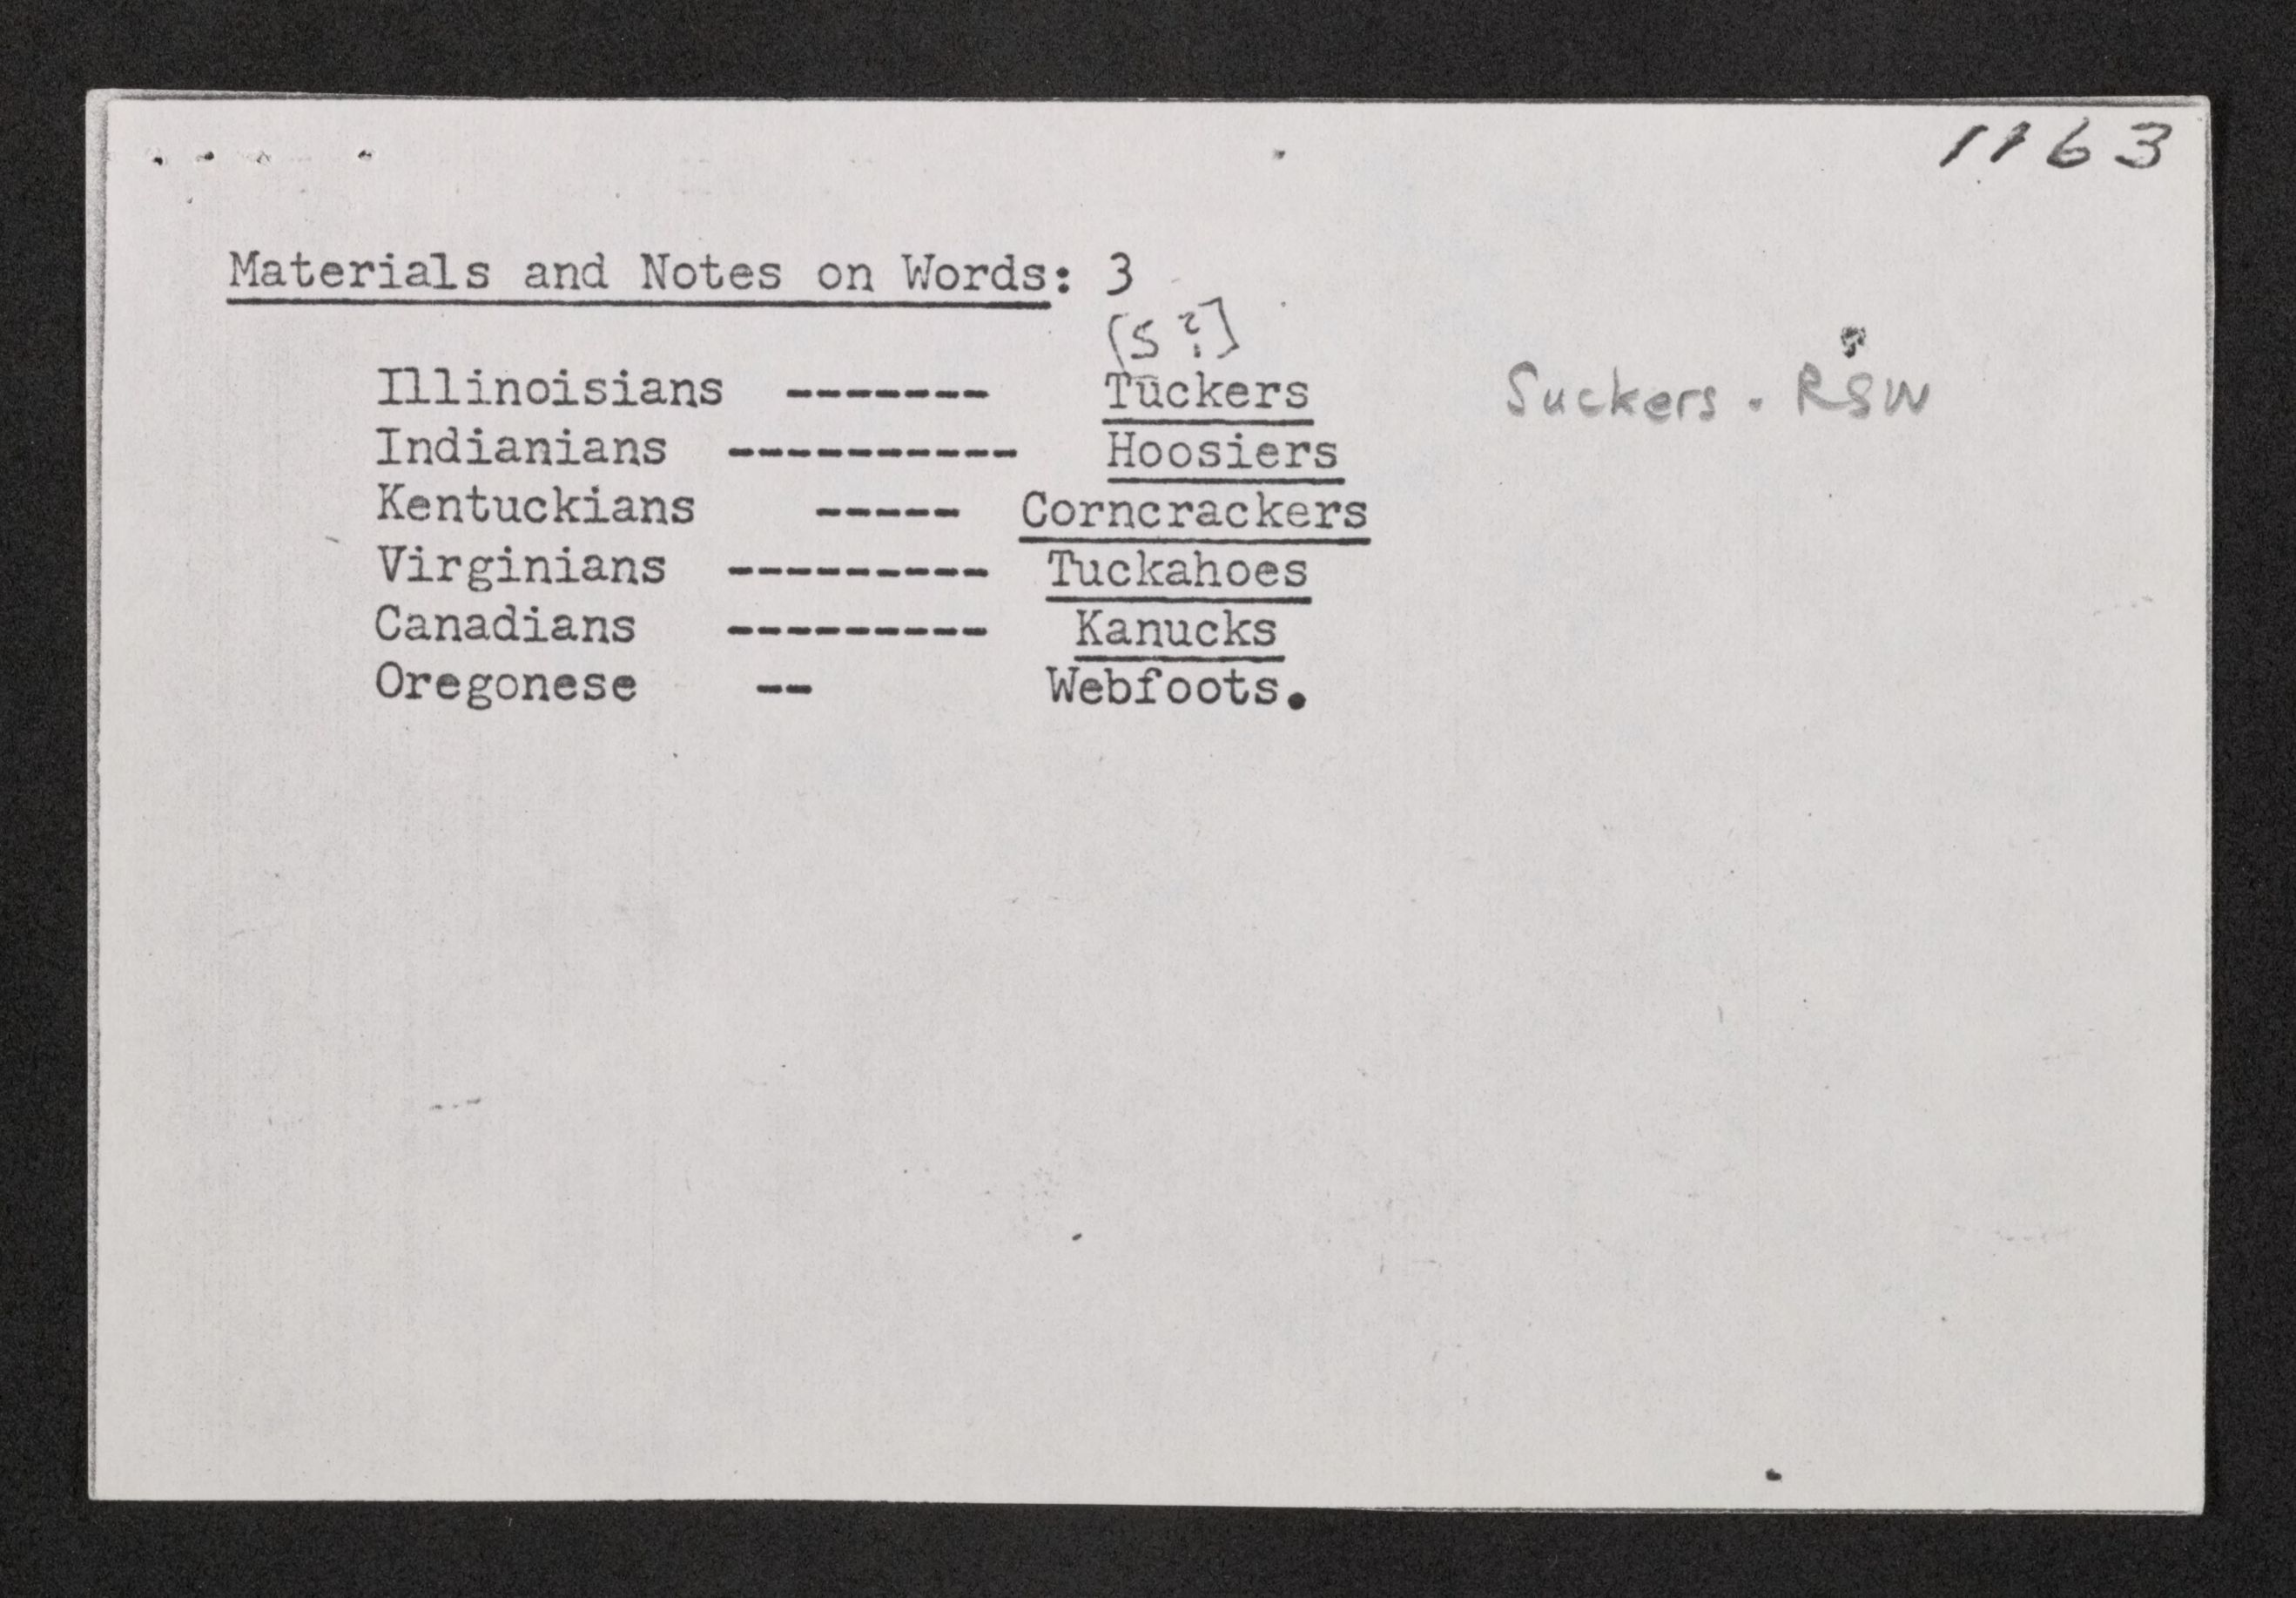 1163
Materials and Notes on Words: 3
[S?]
Illinoisians ------- Tuckers Suckers. RSW
Indianians ---------- Hoosiers
Kentuckians ----- Corncrackers
Virginians --------- Tuckahoes
Canadians --------- Kanucks
Oregonese -- Webfoots.